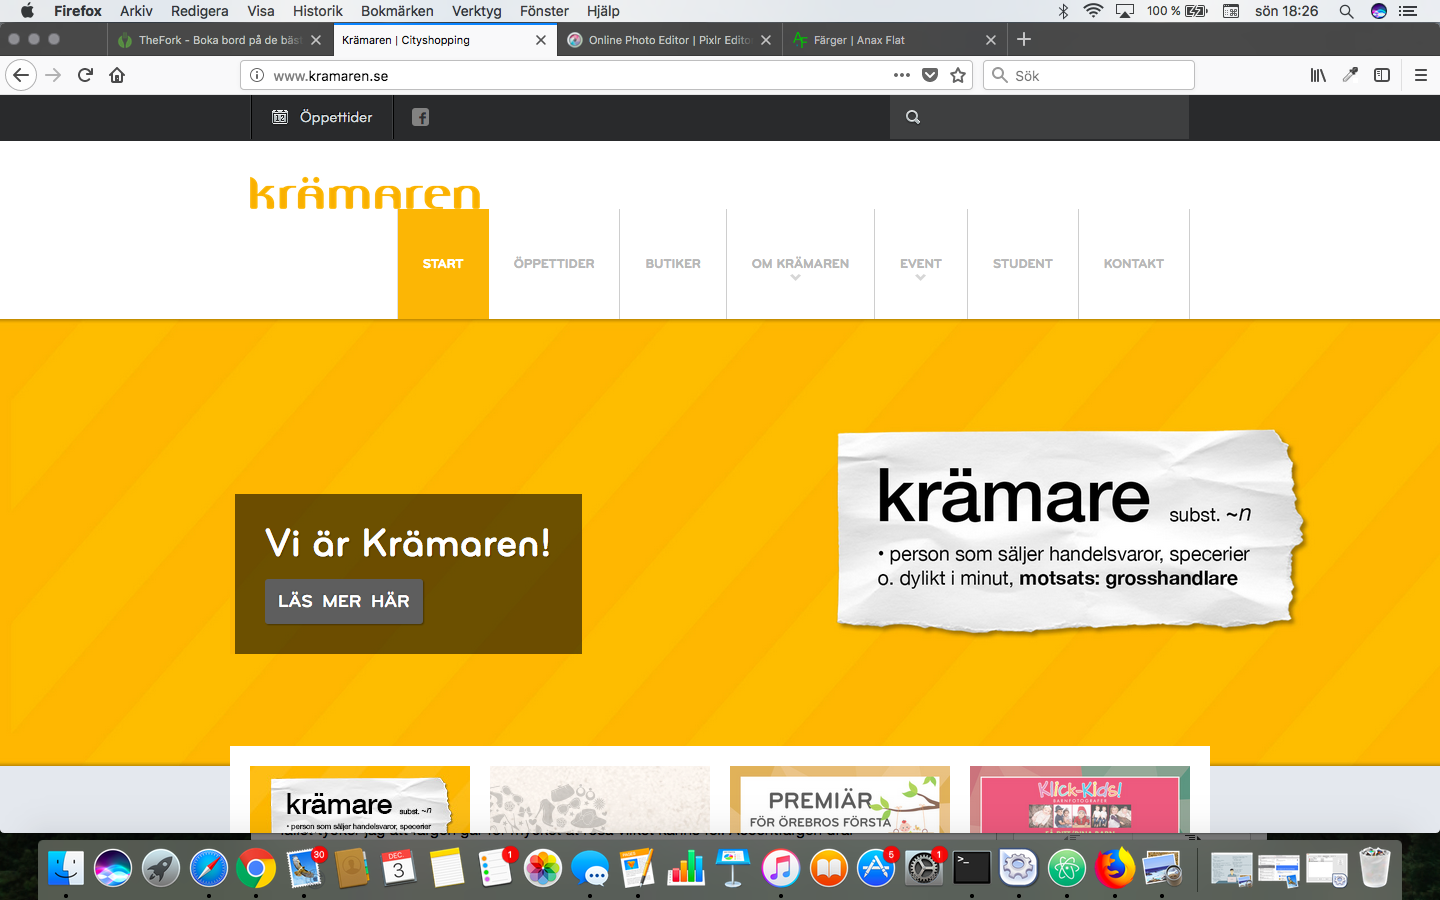 Firefox Arkiv Redigera Visa Historik Bokmärken Verktyg Fönster Hjälp 100 % sön 18:26
TheFork - Boka bord på de bäs
Krämaren | Cityshopping
Online Photo Editor | Pixlr Edito
Färger | Anax Flat
www.kramaren.se
Sök
12 Öppettider
krämaren
START ÖPPETTIDER BUTIKER OM KRÄMAREN EVENT STUDENT KONTAKT
krämare subst. ~n
• person som säljer handelsvaror, specerier
o. dylikt i minut, motsats: grosshandlare
Vi är Krämaren!
LÄS MER HÄR
krämare subst. ~n
• person som säljer handelsvaror, specerier
PREMIÄR
FÖR ÖREBROS FÖRSTA
Klick-Kids!
BARNFOTOGRAFER
30
DEC
3
1
5
1